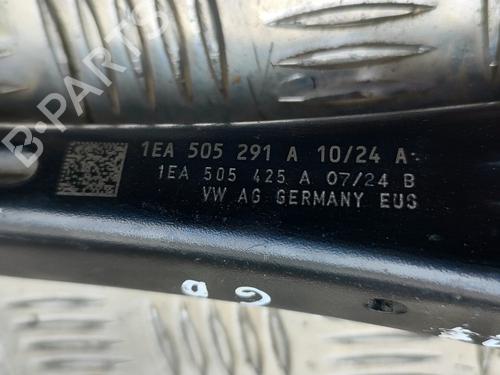 B-Parts
1EA 505 291 A 10/24 A
1EA 505 425 A 07/24 B
VW AG GERMANY EUS